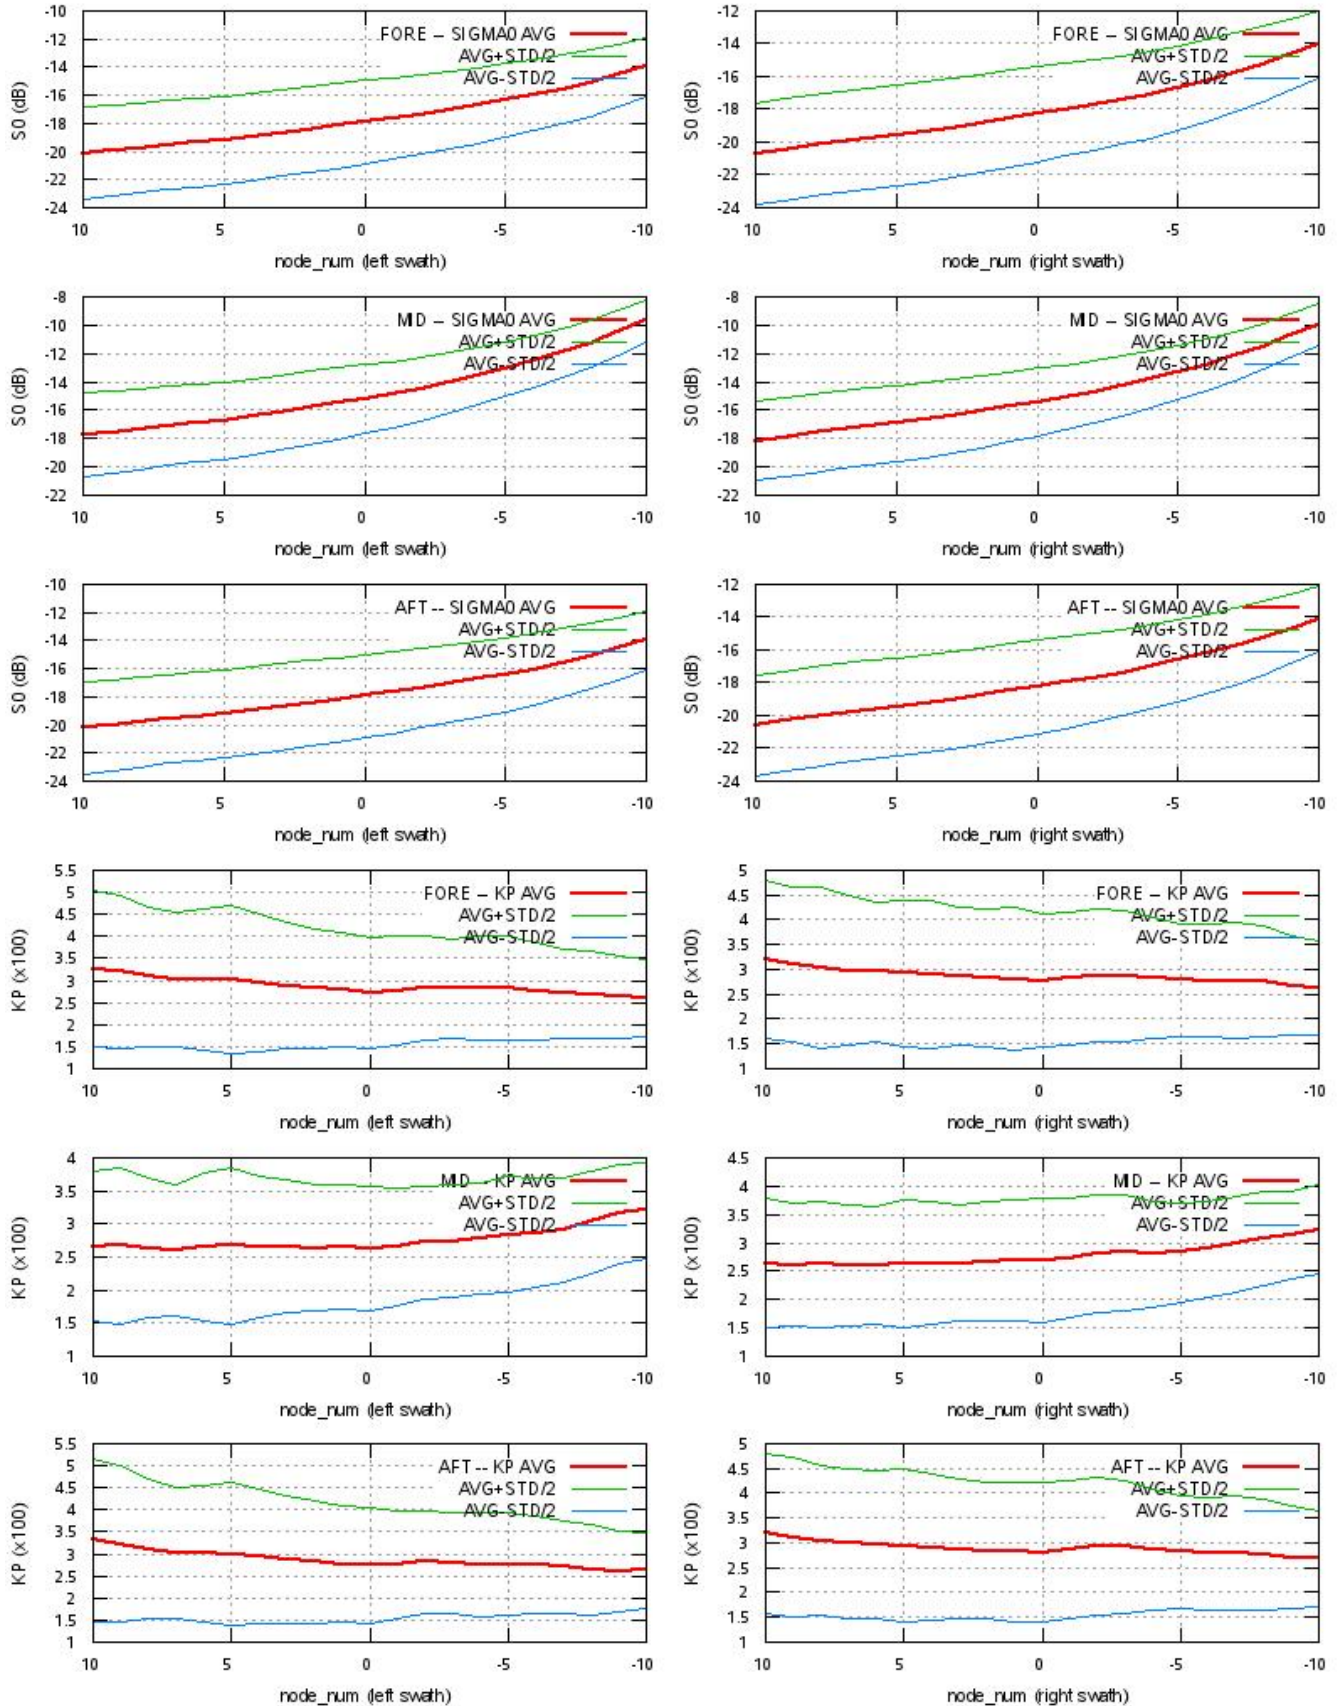 -10
-12
-14
-16
-18
-20
-22
-24
S0 (dB)
FORE -- SIGMA0 AVG
AVG+STD/2
AVG-STD/2
10 5 0 -5 -10
node_num (left swath)
-12
-14
-16
-18
-20
-22
-24
S0 (dB)
FORE -- SIGMA0 AVG
AVG+STD/2
AVG-STD/2
10 5 0 -5 -10
node_num (right swath)
-8
-10
-12
-14
-16
-18
-20
-22
S0 (dB)
MID -- SIGMA0 AVG
AVG+STD/2
AVG-STD/2
10 5 0 -5 -10
node_num (left swath)
-8
-10
-12
-14
-16
-18
-20
-22
S0 (dB)
MID -- SIGMA0 AVG
AVG+STD/2
AVG-STD/2
10 5 0 -5 -10
node_num (right swath)
-10
-12
-14
-16
-18
-20
-22
-24
S0 (dB)
AFT -- SIGMA0 AVG
AVG+STD/2
AVG-STD/2
10 5 0 -5 -10
node_num (left swath)
-12
-14
-16
-18
-20
-22
-24
S0 (dB)
AFT -- SIGMA0 AVG
AVG+STD/2
AVG-STD/2
10 5 0 -5 -10
node_num (right swath)
5.5
5
4.5
4
3.5
3
2.5
2
1.5
1
KP (x100)
FORE -- KP AVG
AVG+STD/2
AVG-STD/2
10 5 0 -5 -10
node_num (left swath)
5
4.5
4
3.5
3
2.5
2
1.5
1
KP (x100)
FORE -- KP AVG
AVG+STD/2
AVG-STD/2
10 5 0 -5 -10
node_num (right swath)
4
3.5
3
2.5
2
1.5
1
KP (x100)
MID -- KP AVG
AVG+STD/2
AVG-STD/2
10 5 0 -5 -10
node_num (left swath)
4.5
4
3.5
3
2.5
2
1.5
1
KP (x100)
MID -- KP AVG
AVG+STD/2
AVG-STD/2
10 5 0 -5 -10
node_num (right swath)
5.5
5
4.5
4
3.5
3
2.5
2
1.5
1
KP (x100)
AFT -- KP AVG
AVG+STD/2
AVG-STD/2
10 5 0 -5 -10
node_num (left swath)
5
4.5
4
3.5
3
2.5
2
1.5
1
KP (x100)
AFT -- KP AVG
AVG+STD/2
AVG-STD/2
10 5 0 -5 -10
node_num (right swath)